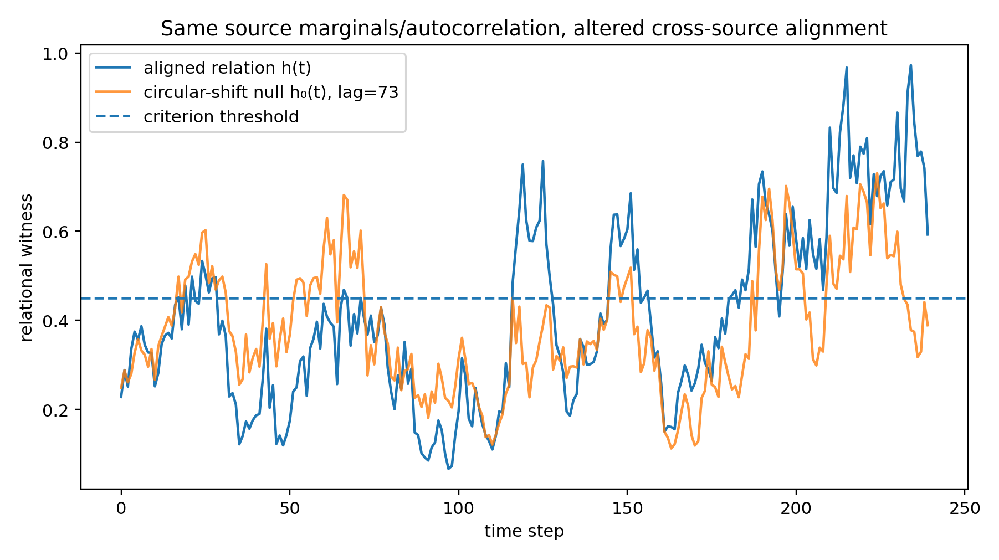 Same source marginals/autocorrelation, altered cross-source alignment
aligned relation h(t)
circular-shift null h₀(t), lag=73
criterion threshold
relational witness
1.0
0.8
0.6
0.4
0.2
0 50 100 150 200 250
time step